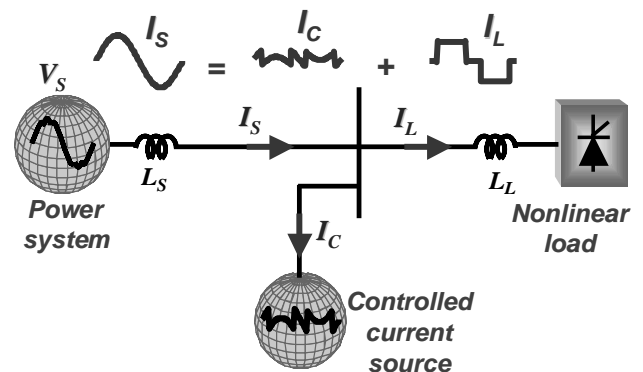 I_S = I_C + I_L
V_S
I_S
I_L
L_S
L_L
Power
system
I_C
Nonlinear
load
Controlled
current
source